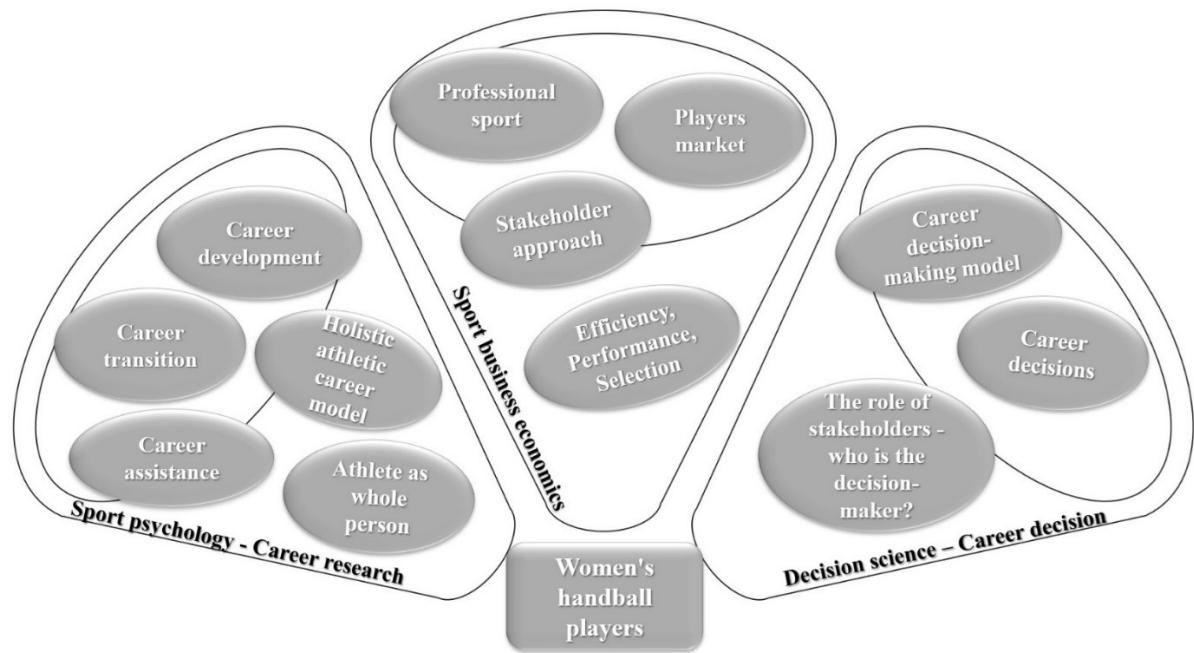 Career
development
Career
transition
Holistic
athletic
career
model
Career
assistance
Athlete as
whole
person
Sport psychology - Career research
Professional
sport
Players
market
Stakeholder
approach
Efficiency,
Performance,
Selection
Sport business economics
Career
decision-
making model
Career
decisions
The role of
stakeholders -
who is the
decision-
maker?
Decision science – Career decision
Women's
handball
players